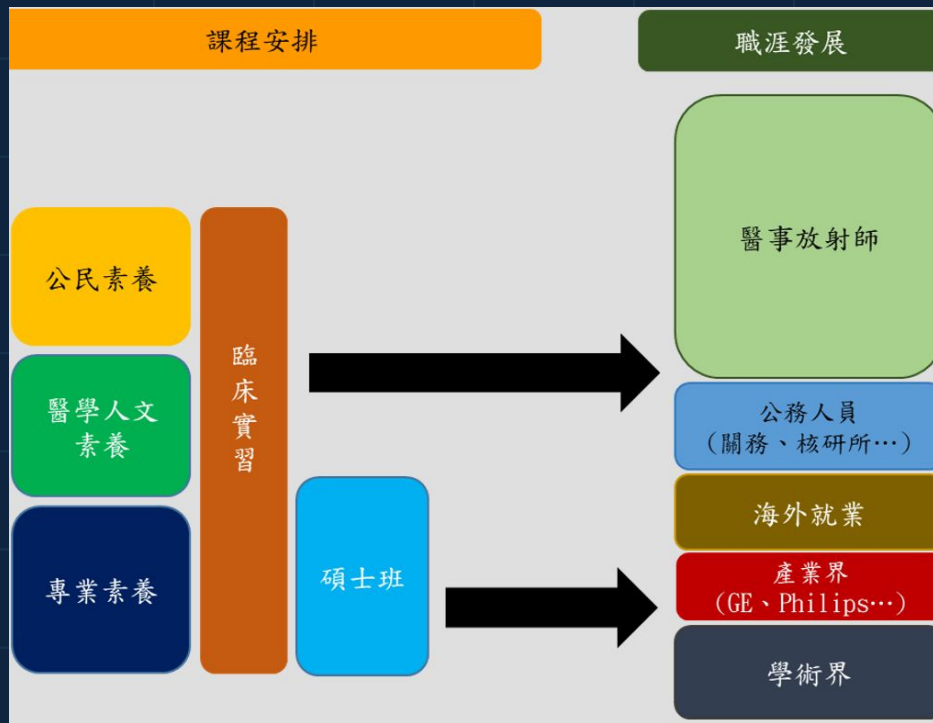 課程安排
職涯發展
公民素養
醫學人文
素養
專業素養
臨床實習
碩士班
醫事放射師
公務人員
(關務、核研所…)
海外就業
產業界
(GE、Philips…)
學術界